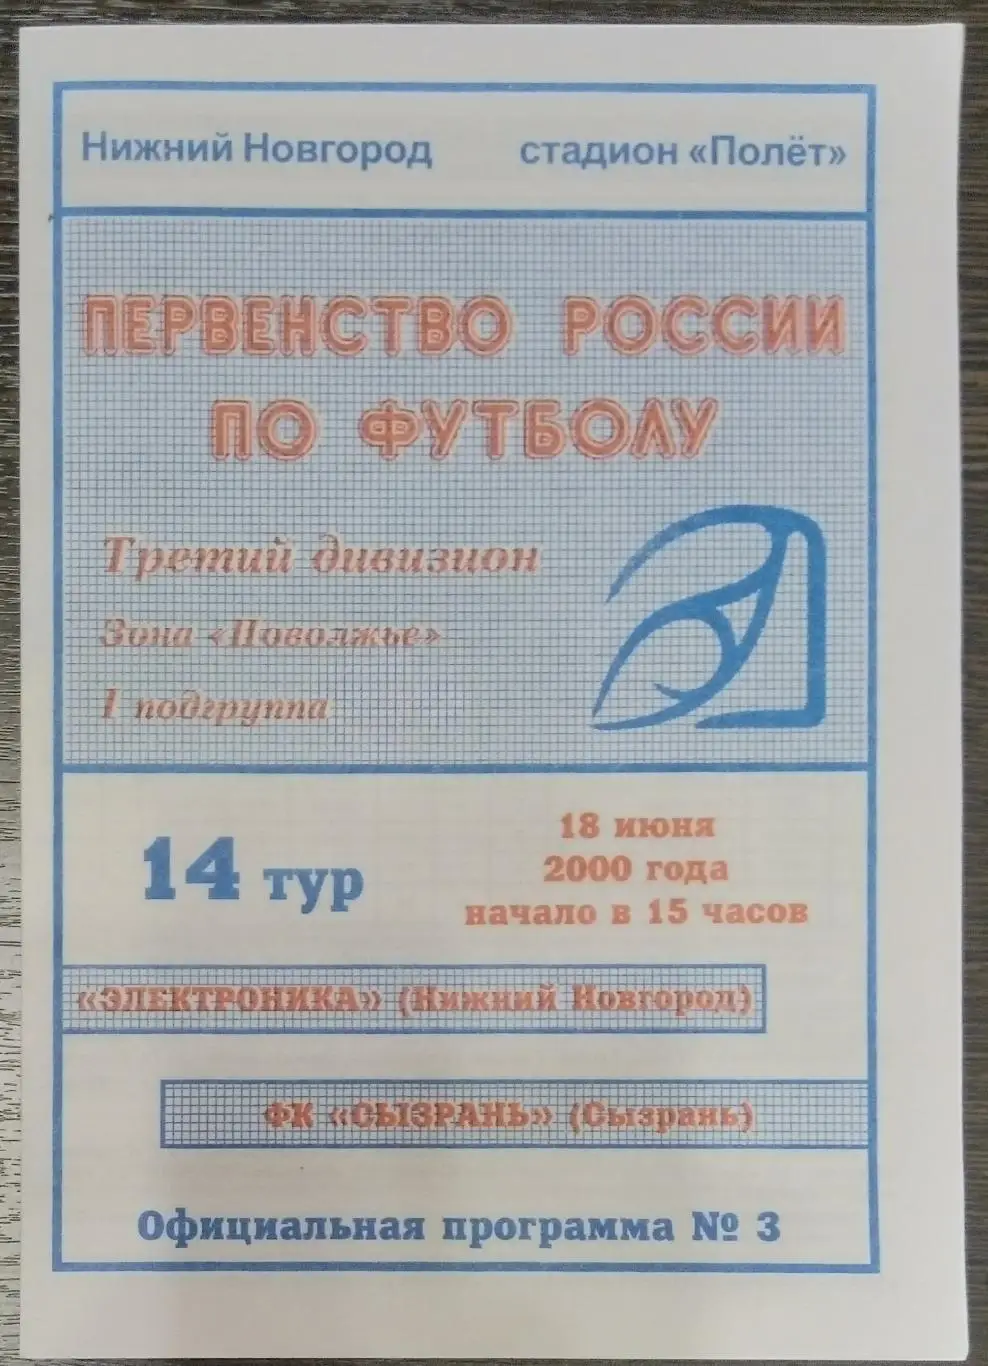 Нижний Новгород стадион «Полёт»
ПЕРВЕНСТВО РОССИИ
ПО ФУТБОЛУ
Третий дивизион
Зона «Поволжье»
I подгруппа
14 тур
18 июня
2000 года
начало в 15 часов
«ЭЛЕКТРОНИКА» (Нижний Новгород)
ФК «СЫЗРАНЬ» (Сызрань)
Официальная программа № 3